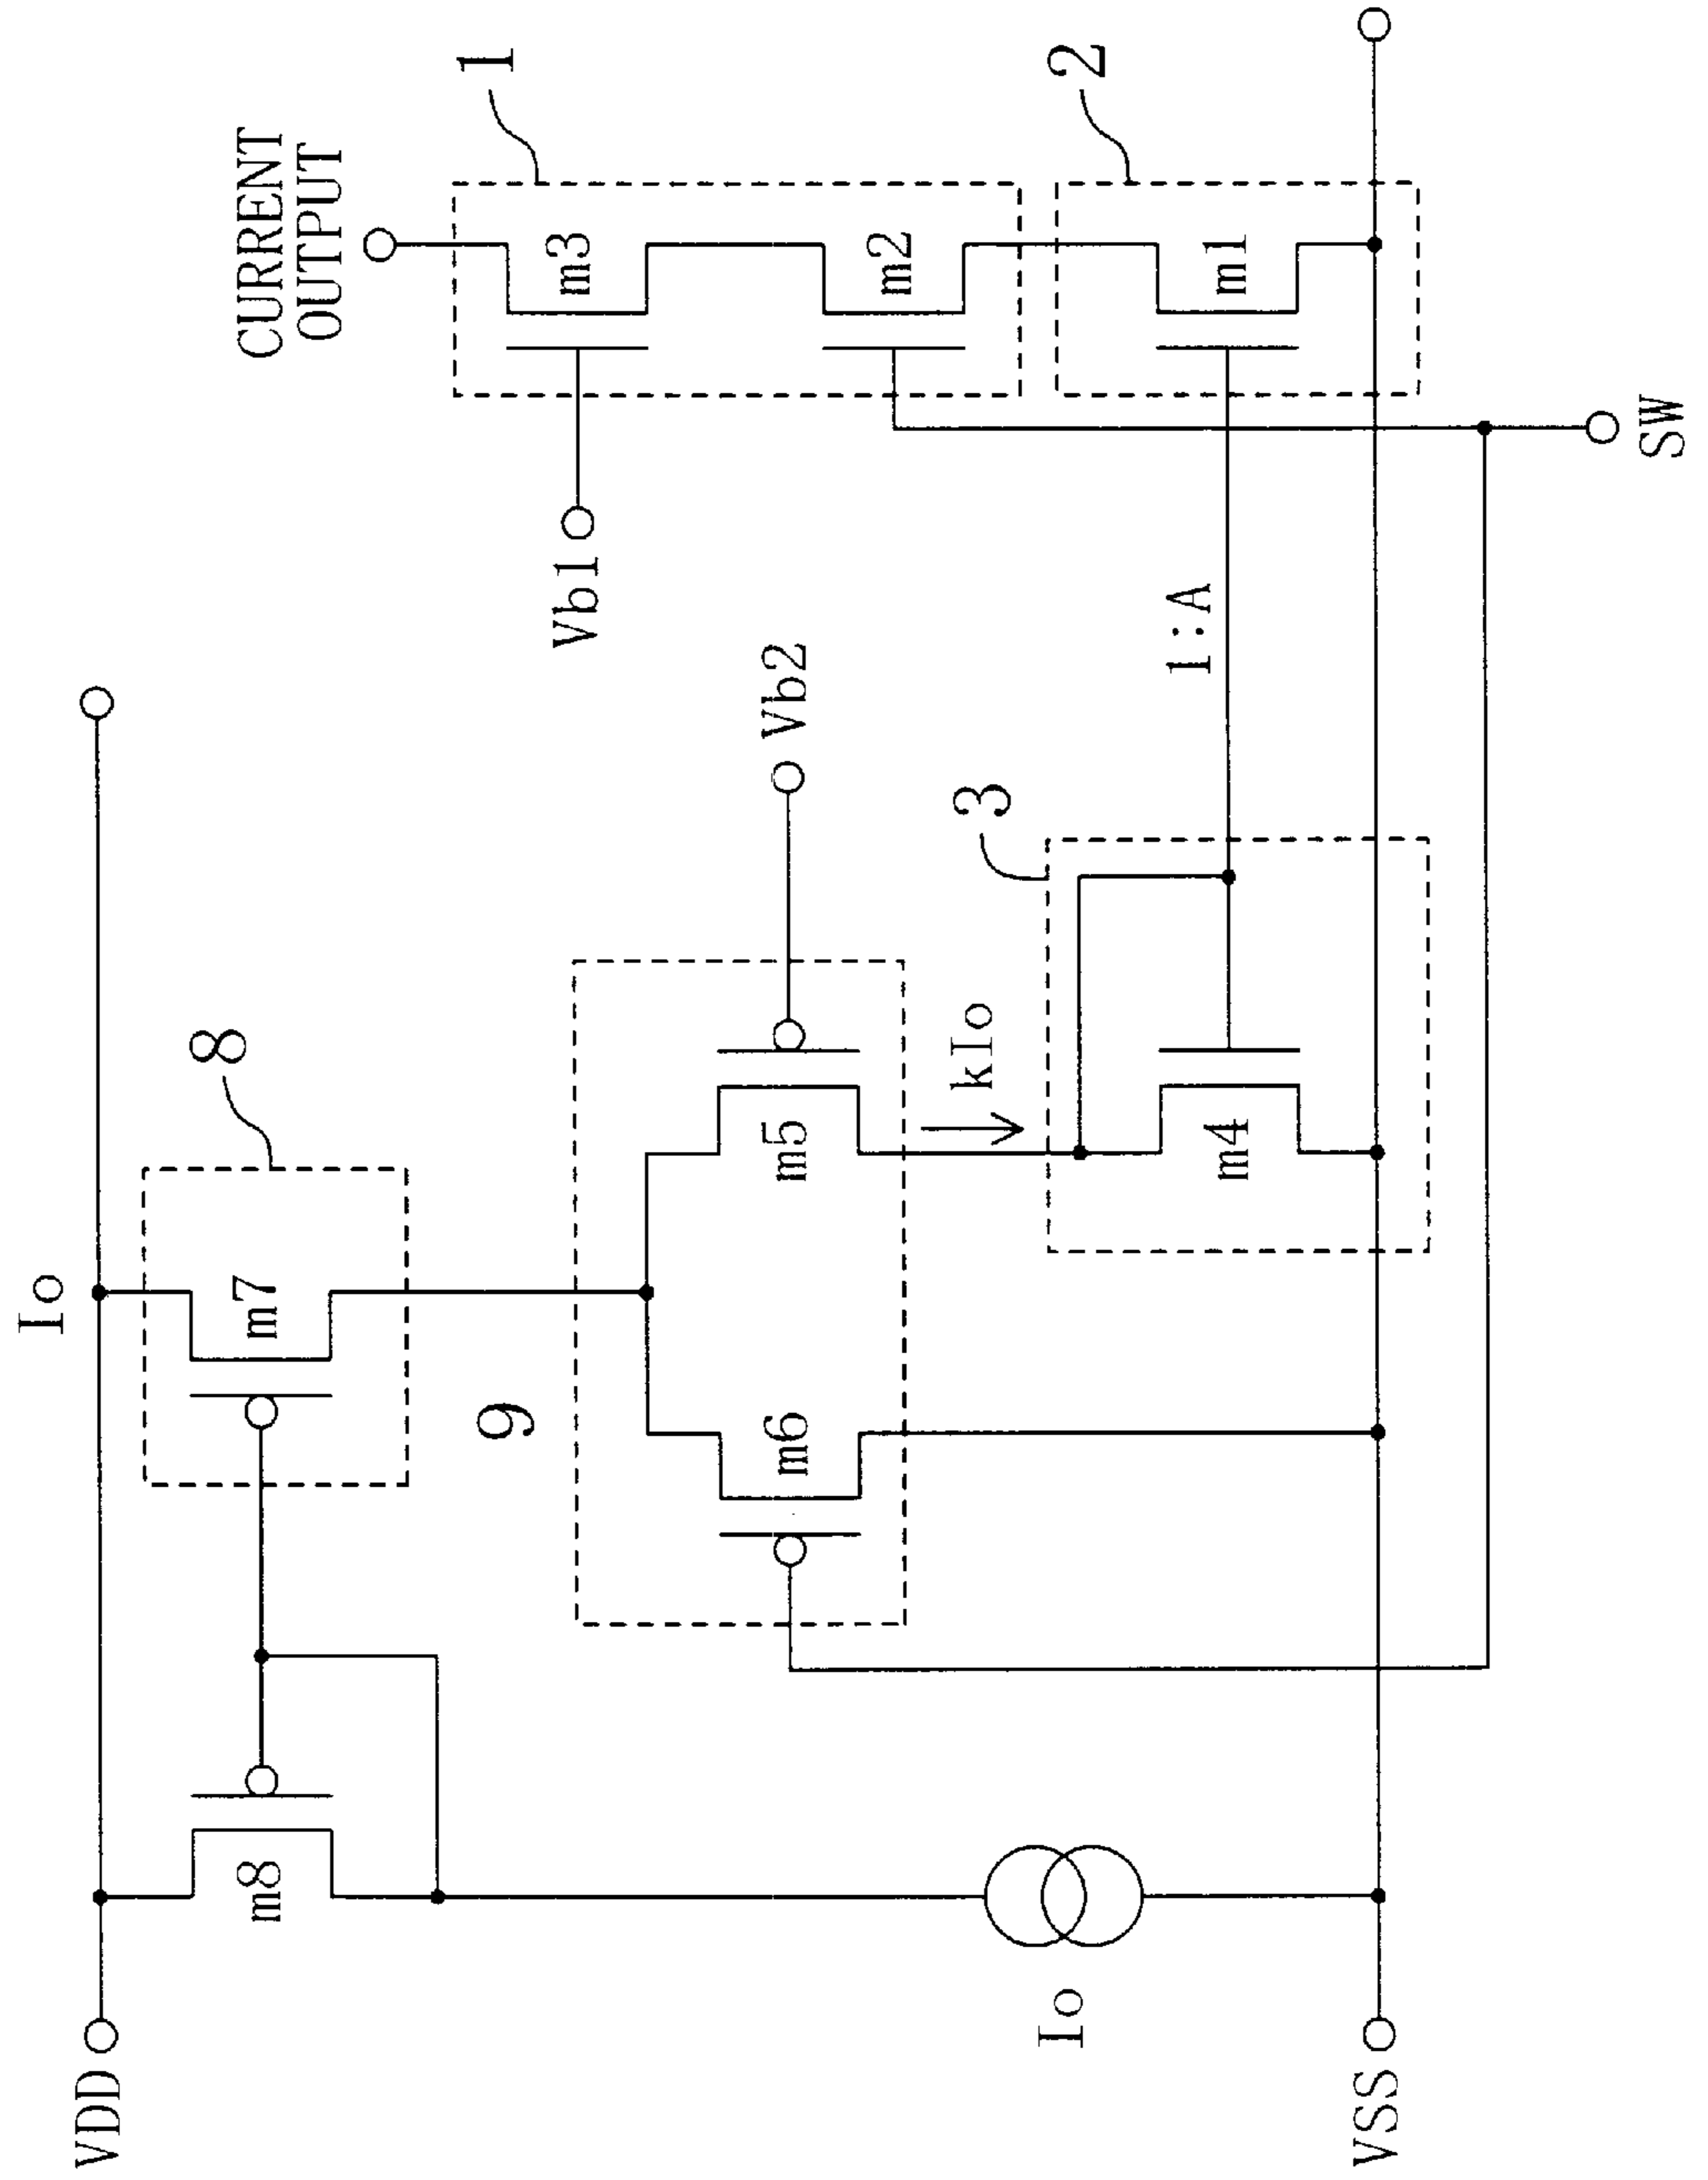 VDD
m8
Io
VSS
Io
8
m7
9
m6
m5
Vb2
kIo
3
m4
1:A
CURRENT
OUTPUT
1
m3
Vb1
m2
2
m1
SW